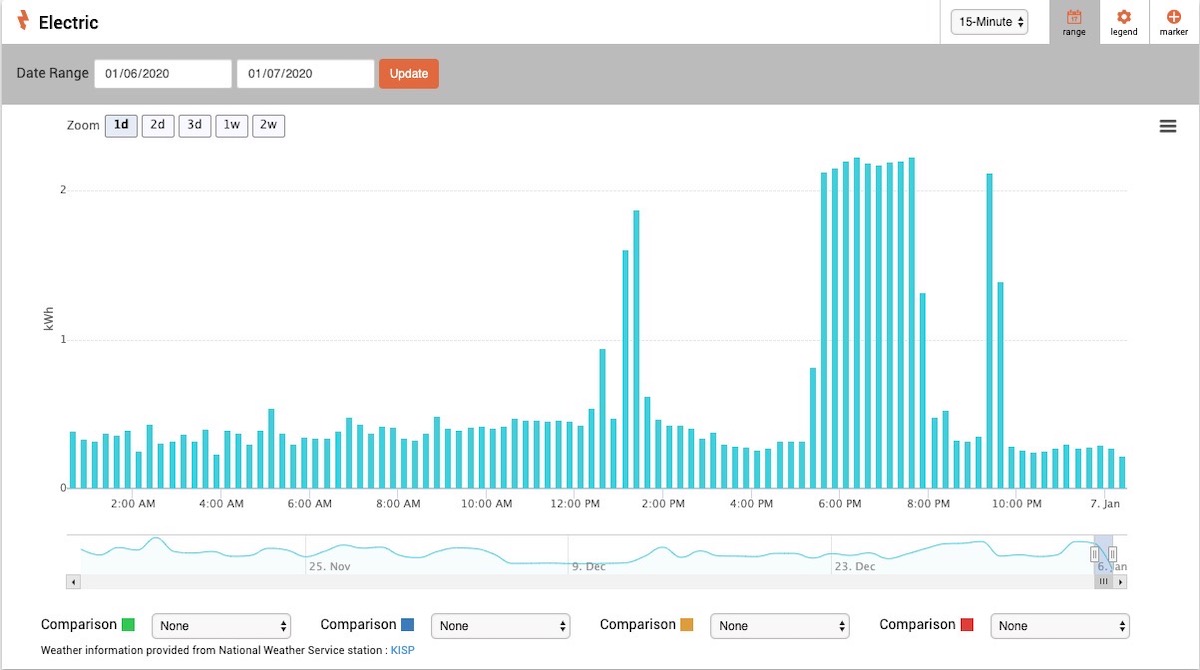 Electric
15-Minute
17
range
legend
marker
Date Range 01/06/2020 01/07/2020 Update
Zoom 1d 2d 3d 1w 2w
kWh
2
1
0
2:00 AM 4:00 AM 6:00 AM 8:00 AM 10:00 AM 12:00 PM 2:00 PM 4:00 PM 6:00 PM 8:00 PM 10:00 PM 7. Jan
25. Nov 9. Dec 23. Dec 6. Jan
Comparison None Comparison None Comparison None Comparison None
Weather information provided from National Weather Service station : KISP